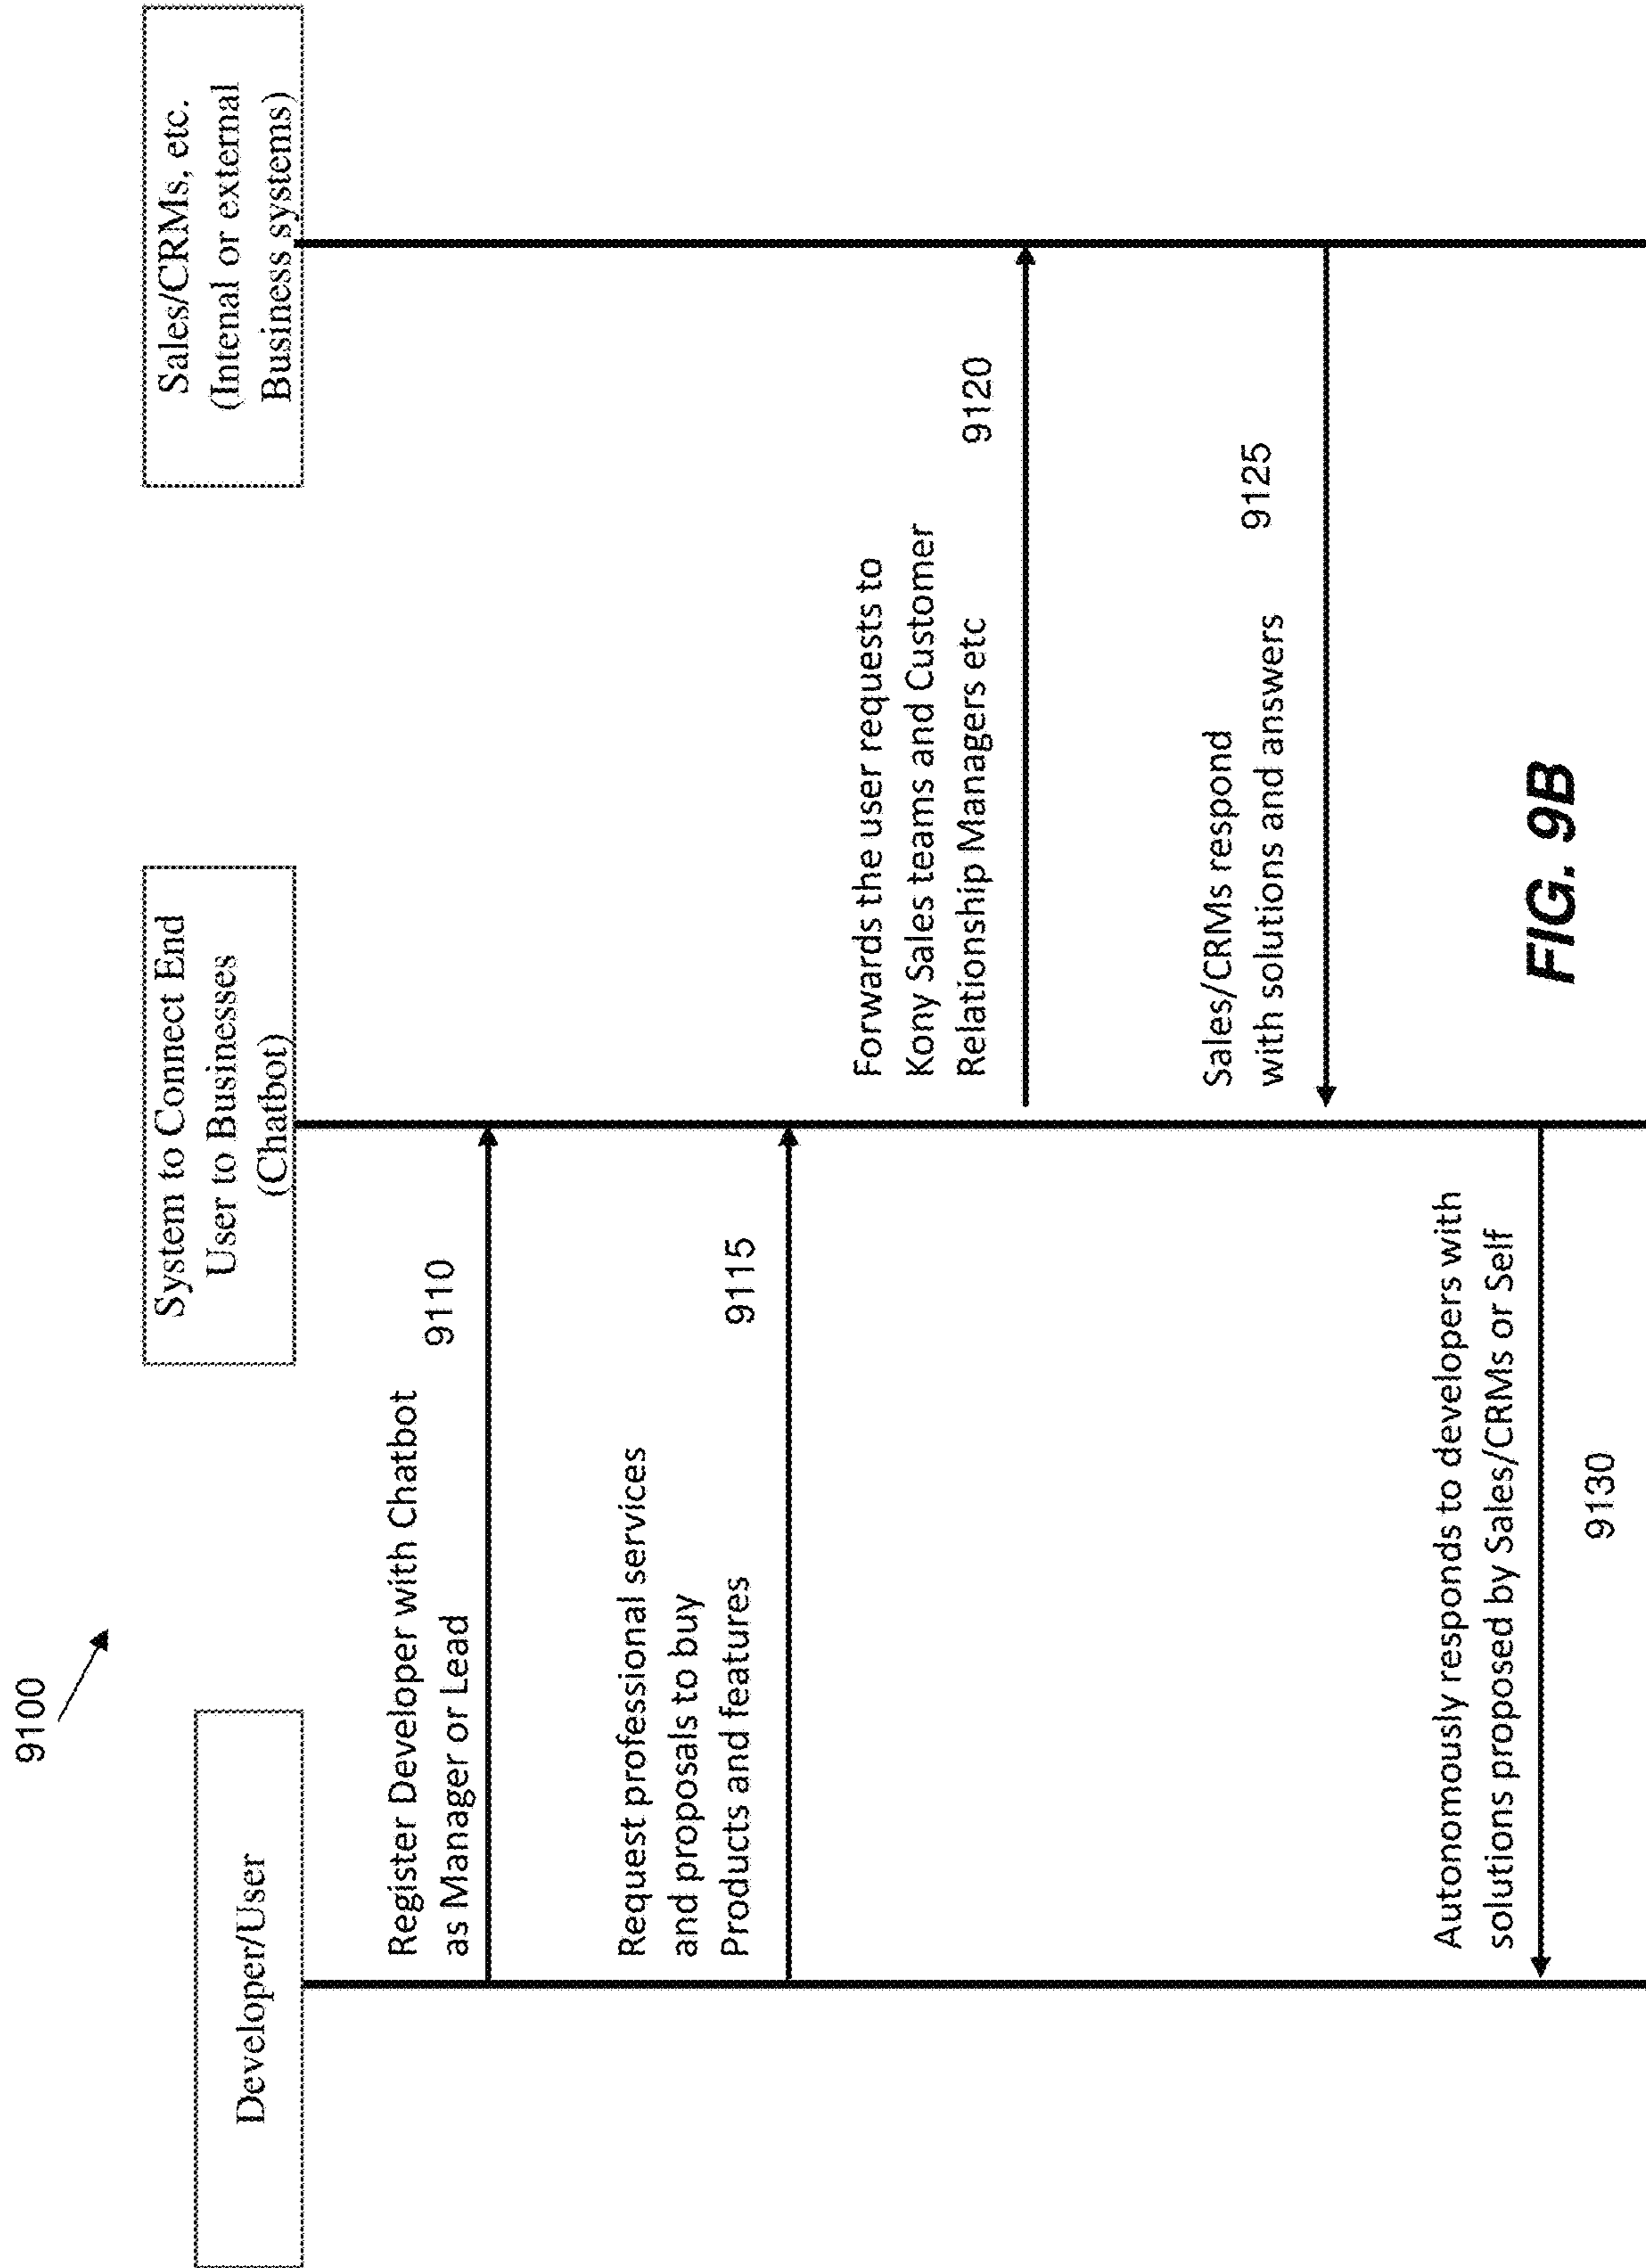 9100
Developer/User
System to Connect End
User to Businesses
(Chatbot)
Sales/CRMs, etc.
(Intenal or external
Business systems)
Register Developer with Chatbot
as Manager or Lead
9110
Request professional services
and proposals to buy
Products and features
9115
Forwards the user requests to
Kony Sales teams and Customer
Relationship Managers etc
9120
Sales/CRMs respond
with solutions and answers
9125
Autonomously responds to developers with
solutions proposed by Sales/CRMs or Self
9130
FIG. 9B